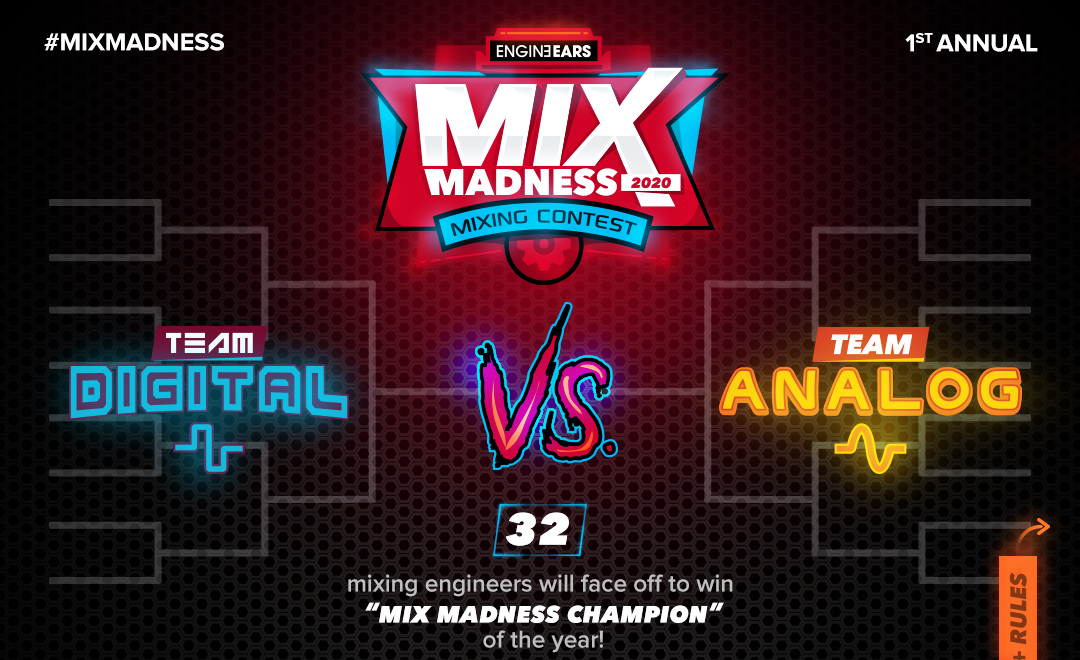 #MIXMADNESS
1ST ANNUAL
ENGINEEARS
MIX
MADNESS 2020
MIXING CONTEST
TEAM
DIGITAL
VS.
TEAM
ANALOG
32
mixing engineers will face off to win
“MIX MADNESS CHAMPION”
of the year!
+ RULES